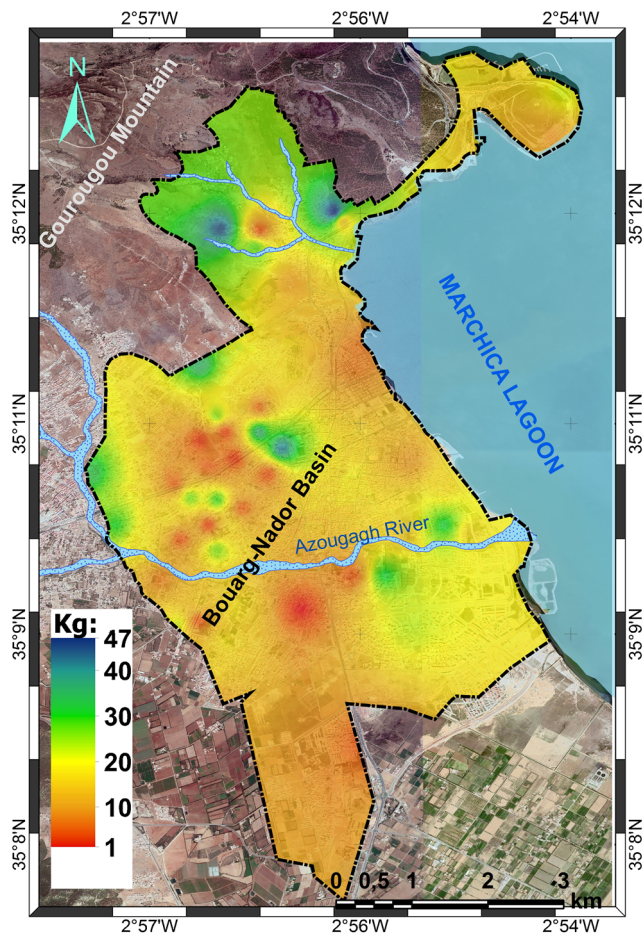 2°57'W 2°56'W 2°54'W
N
Gourougou Mountain
35°12'N 35°12'N
MARCHICA LAGOON
35°11'N 35°11'N
Bouarg-Nador Basin
Azougagh River
35°9'N 35°9'N
Kg:
47
40
30
20
10
1
35°8'N 35°8'N
0 0,5 1 2 3
km
2°57'W 2°56'W 2°54'W